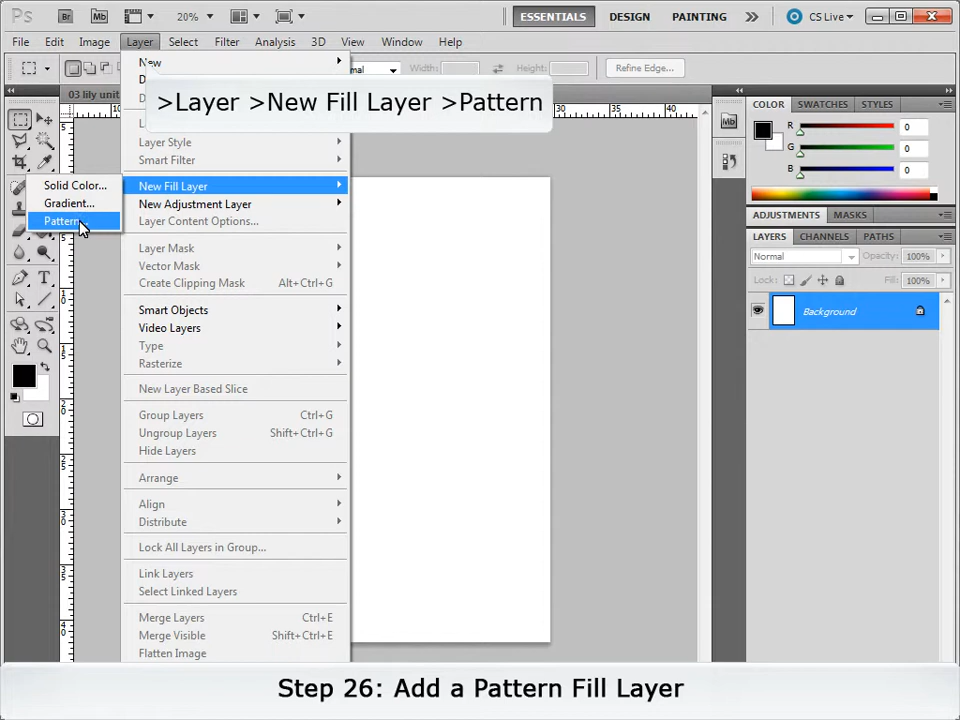 Ps Br Mb 20% ESSENTIALS DESIGN PAINTING CS Live
File Edit Image Layer Select Filter Analysis 3D View Window Help
Width: Height: Refine Edge...
03 lily unit
New
>Layer >New Fill Layer >Pattern
Layer Style
Smart Filter
New Fill Layer
New Adjustment Layer
Layer Content Options...
Solid Color...
Gradient...
Pattern...
Layer Mask
Vector Mask
Create Clipping Mask Alt+Ctrl+G
Smart Objects
Video Layers
Type
Rasterize
New Layer Based Slice
Group Layers Ctrl+G
Ungroup Layers Shift+Ctrl+G
Hide Layers
Arrange
Align
Distribute
Lock All Layers in Group...
Link Layers
Select Linked Layers
Merge Layers Ctrl+E
Merge Visible Shift+Ctrl+E
Flatten Image
30 35 40
Mb
COLOR SWATCHES STYLES
R 0
G 0
B 0
ADJUSTMENTS MASKS
LAYERS CHANNELS PATHS
Normal Opacity: 100%
Lock: Fill: 100%
Background
Step 26: Add a Pattern Fill Layer